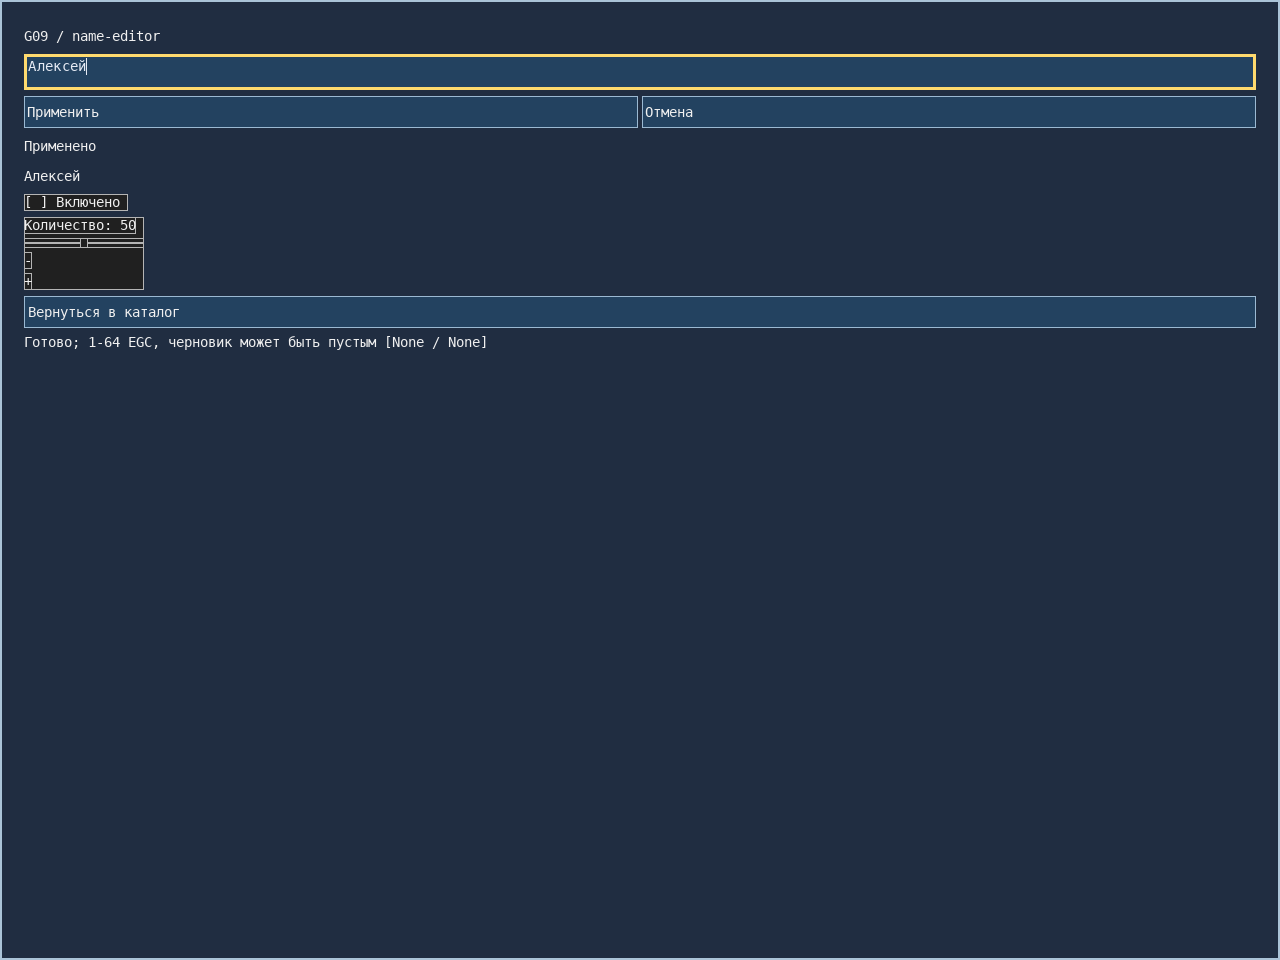 G09 / name-editor
Алексей
Применить Отмена
Применено
Алексей
[ ] Включено
Количество: 50
-
+
Вернуться в каталог
Готово; 1-64 EGC, черновик может быть пустым [None / None]